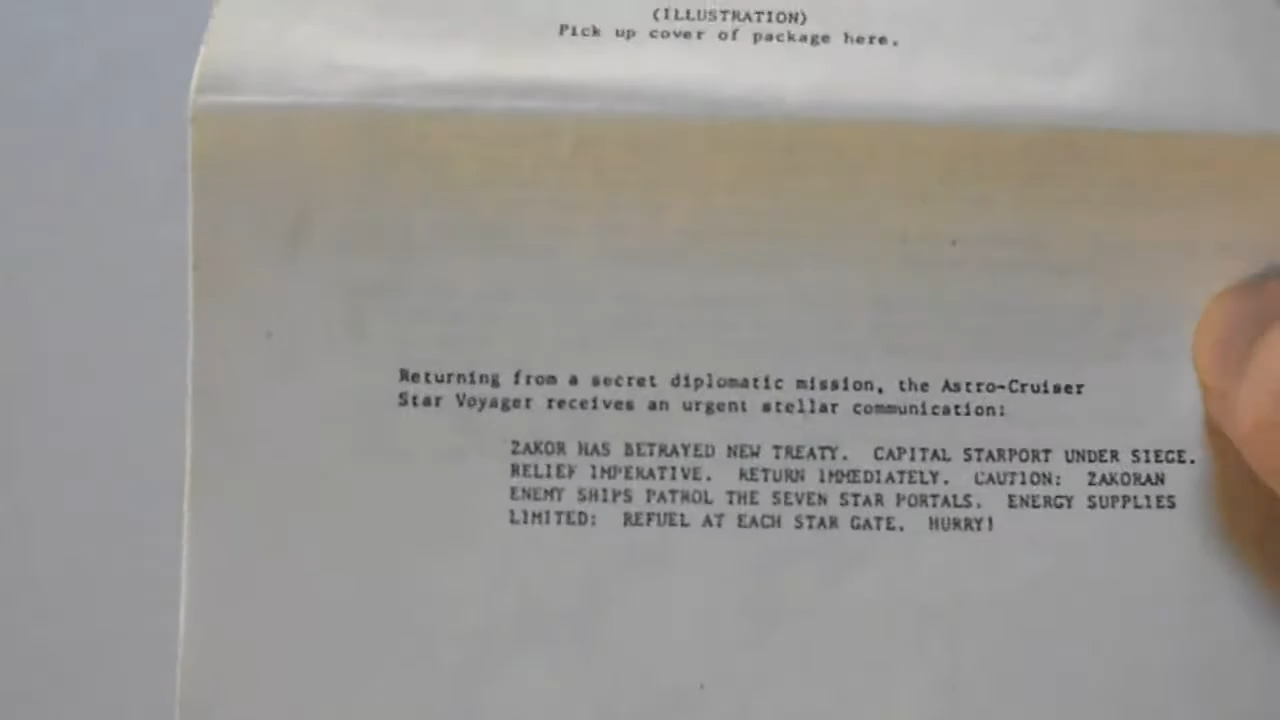 (ILLUSTRATION)
Pick up cover of package here.
Returning from a secret diplomatic mission, the Astro-Cruiser
Star Voyager receives an urgent stellar communication:
ZAKOR HAS BETRAYED NEW TREATY. CAPITAL STARPORT UNDER SIEGE.
RELIEF IMPERATIVE. RETURN IMMEDIATELY. CAUTION: ZAKORAN
ENEMY SHIPS PATROL THE SEVEN STAR PORTALS. ENERGY SUPPLIES
LIMITED: REFUEL AT EACH STAR GATE. HURRY!